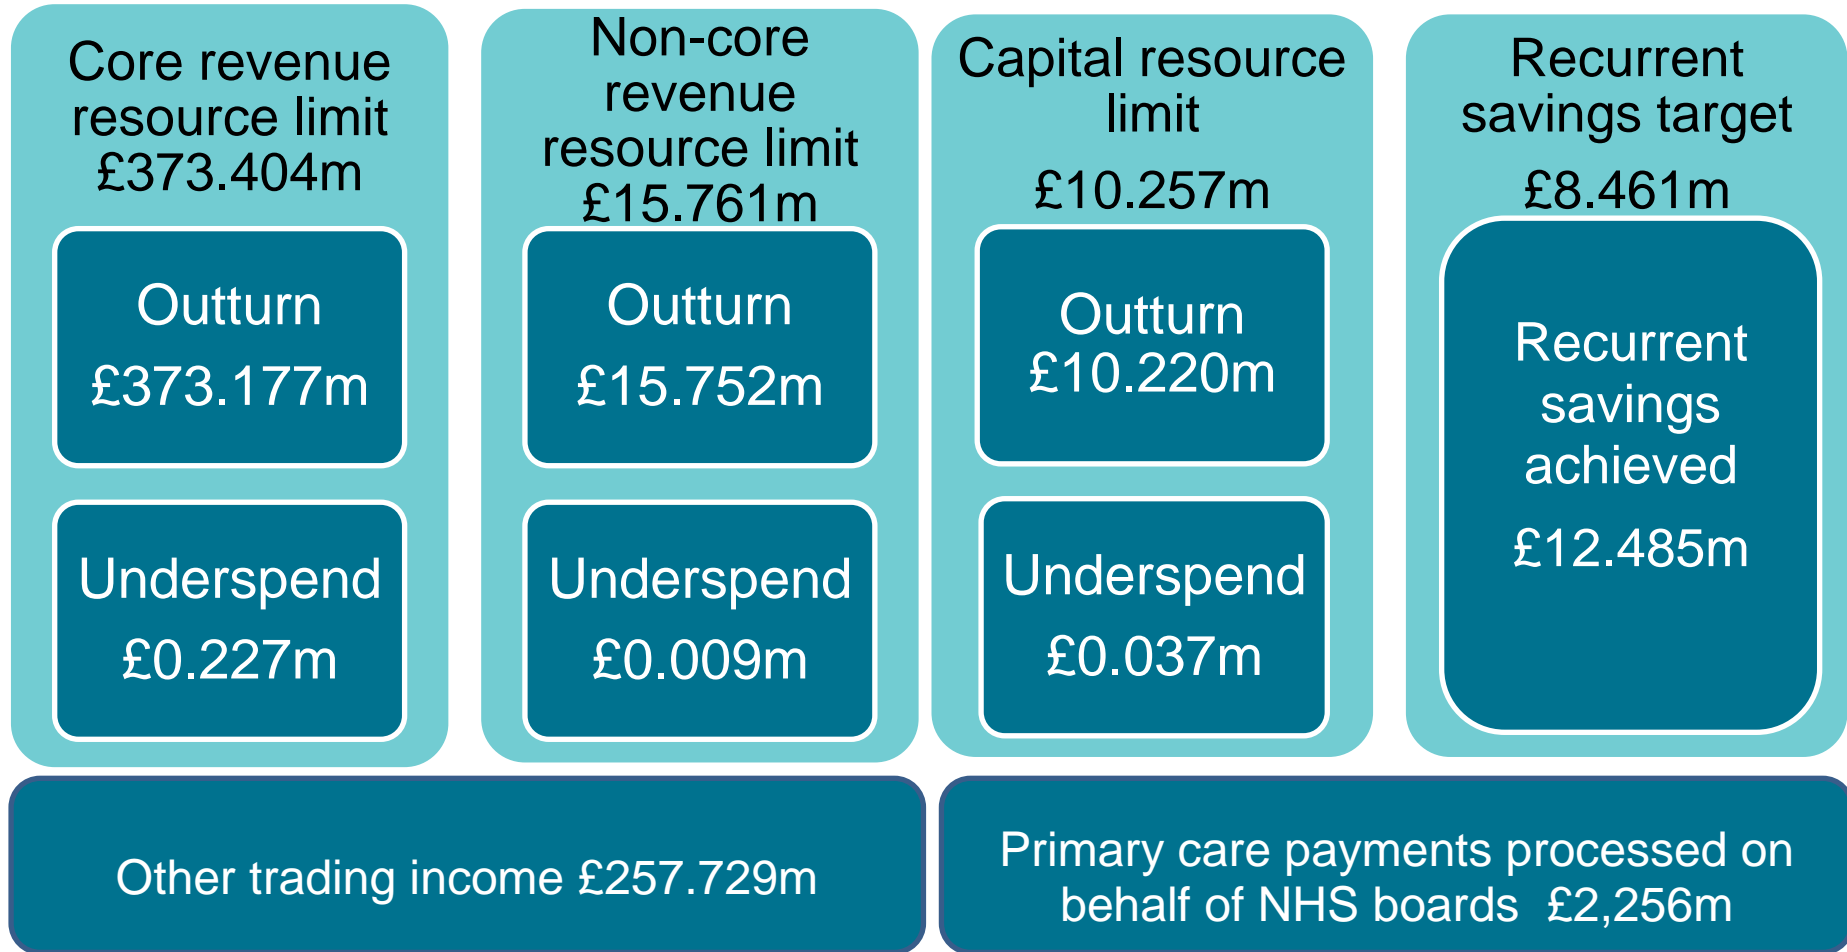 Core revenue
resource limit
£373.404m
Outturn
£373.177m
Underspend
£0.227m
Non-core
revenue
resource limit
£15.761m
Outturn
£15.752m
Underspend
£0.009m
Capital resource
limit
£10.257m
Outturn
£10.220m
Underspend
£0.037m
Recurrent
savings target
£8.461m
Recurrent
savings
achieved
£12.485m
Other trading income £257.729m
Primary care payments processed on
behalf of NHS boards £2,256m